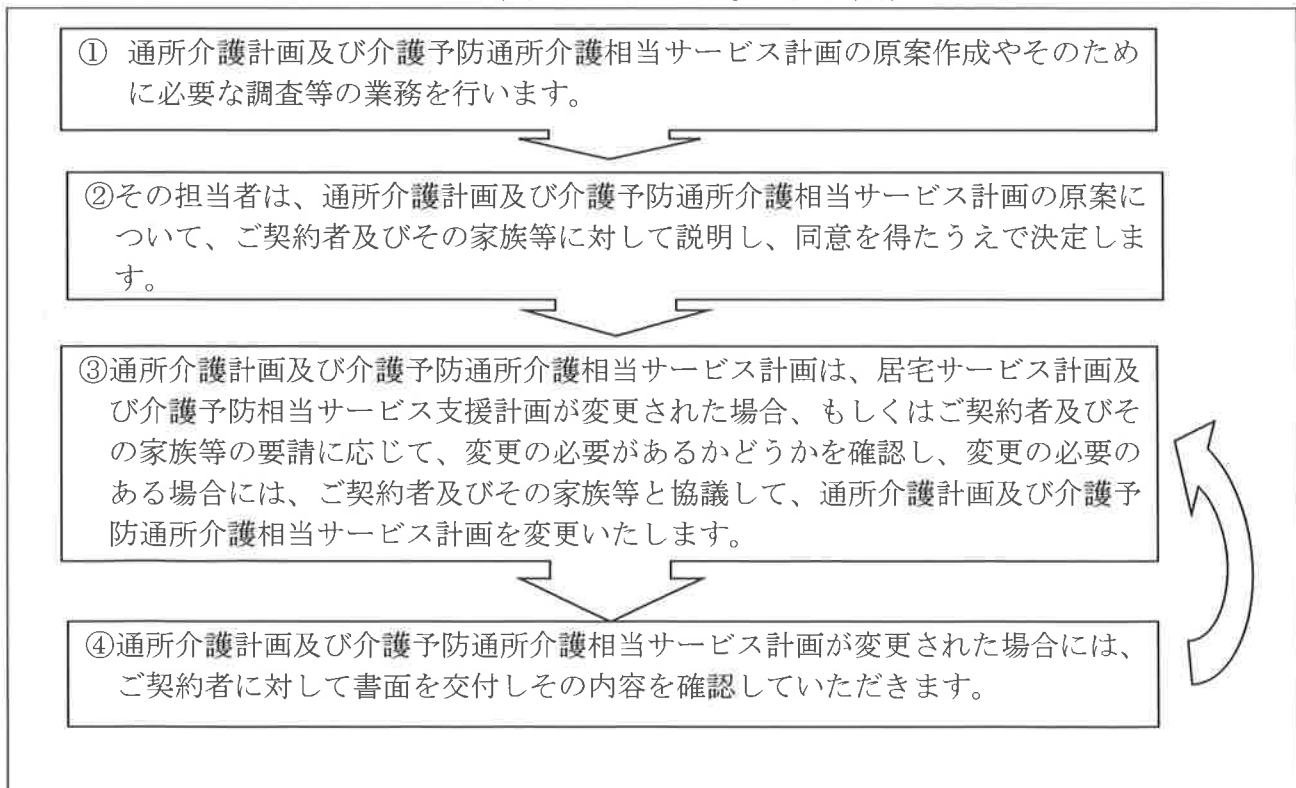 ① 通所介護計画及び介護予防通所介護相当サービス計画の原案作成やそのため
に必要な調査等の業務を行います。
②その担当者は、通所介護計画及び介護予防通所介護相当サービス計画の原案に
ついて、ご契約者及びその家族等に対して説明し、同意を得たうえで決定しま
す。
③通所介護計画及び介護予防通所介護相当サービス計画は、居宅サービス計画及
び介護予防相当サービス支援計画が変更された場合、もしくはご契約者及びそ
の家族等の要請に応じて、変更の必要があるかどうかを確認し、変更の必要の
ある場合には、ご契約者及びその家族等と協議して、通所介護計画及び介護予
防通所介護相当サービス計画を変更いたします。
④通所介護計画及び介護予防通所介護相当サービス計画が変更された場合には、
ご契約者に対して書面を交付しその内容を確認していただきます。